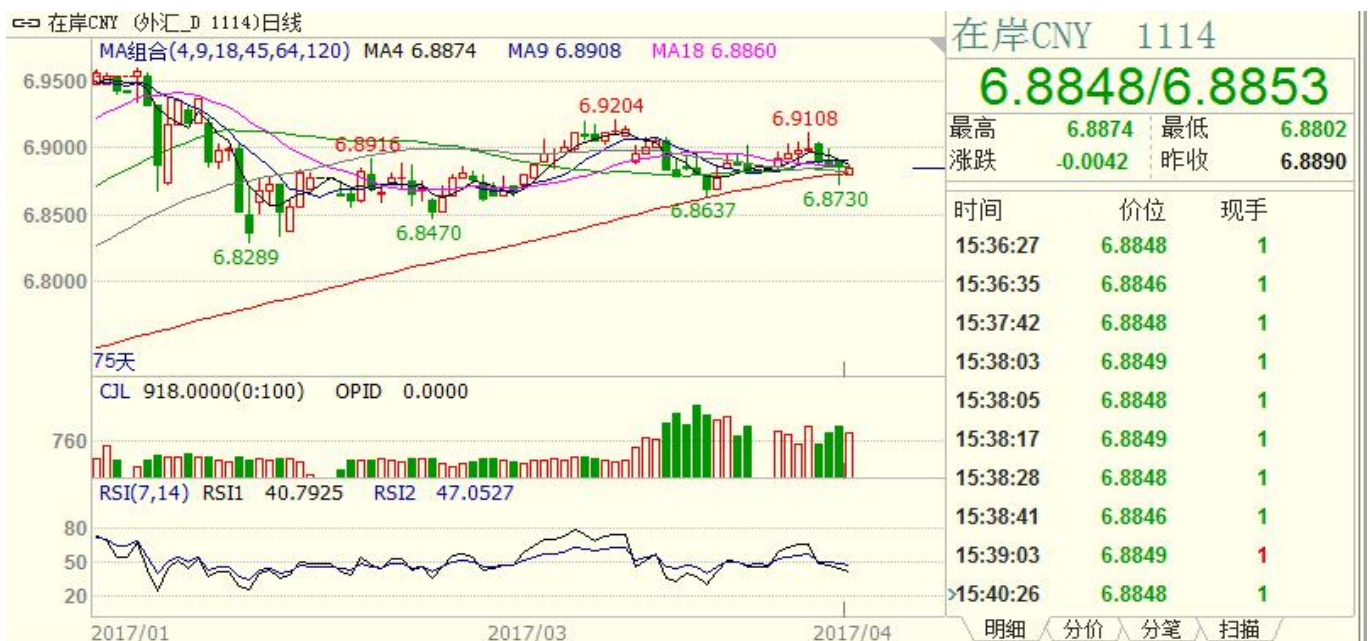 在岸CNY (外汇_D 1114)日线
MA组合(4,9,18,45,64,120) MA4 6.8874 MA9 6.8908 MA18 6.8860
6.9500
6.9000
6.8500
6.8000
6.8916
6.9204
6.9108
6.8289
6.8470
6.8637
6.8730
75天
CJL 918.0000(0:100) OPID 0.0000
760
RSI(7,14) RSI1 40.7925 RSI2 47.0527
80
50
20
2017/01 2017/03 2017/04
在岸CNY 1114
6.8848/6.8853
最高 6.8874 最低 6.8802
涨跌 -0.0042 昨收 6.8890
时间 价位 现手
15:36:27 6.8848 1
15:36:35 6.8846 1
15:37:42 6.8848 1
15:38:03 6.8849 1
15:38:05 6.8848 1
15:38:17 6.8849 1
15:38:28 6.8848 1
15:38:41 6.8846 1
15:39:03 6.8849 1
15:40:26 6.8848 1
明细 分价 分笔 扫描